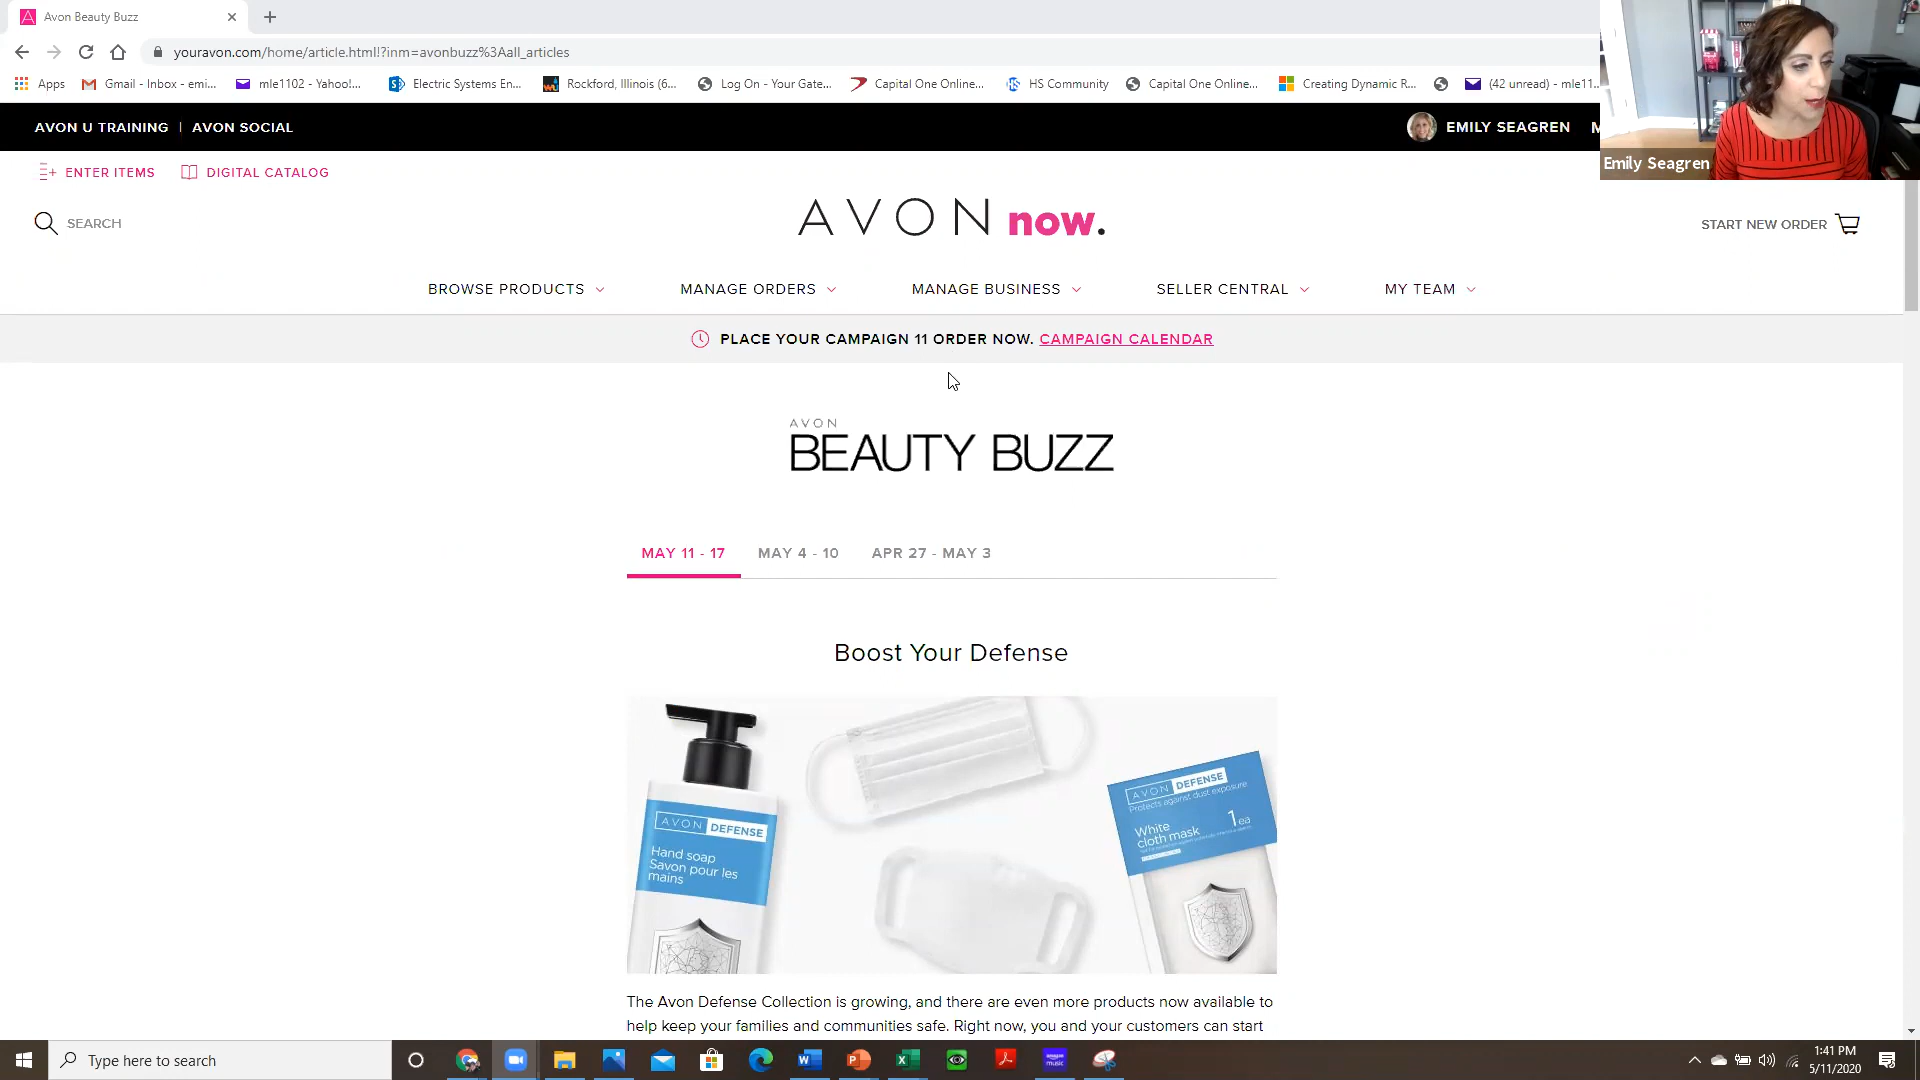 Avon Beauty Buzz
youravon.com/home/article.html!?inm=avonbuzz%3Aall_articles
Apps
Gmail - Inbox - emi...
mle1102 - Yahoo!...
Electric Systems En...
Rockford, Illinois (6...
Log On - Your Gate...
Capital One Online...
HS Community
Capital One Online...
Creating Dynamic R...
(42 unread) - mle11...
AVON U TRAINING | AVON SOCIAL
EMILY SEAGREN
Emily Seagren
ENTER ITEMS
DIGITAL CATALOG
SEARCH
AVON now.
START NEW ORDER
BROWSE PRODUCTS
MANAGE ORDERS
MANAGE BUSINESS
SELLER CENTRAL
MY TEAM
PLACE YOUR CAMPAIGN 11 ORDER NOW. CAMPAIGN CALENDAR
AVON
BEAUTY BUZZ
MAY 11 - 17
MAY 4 - 10
APR 27 - MAY 3
Boost Your Defense
AVON DEFENSE
Hand soap
Savon pour les
mains
AVON DEFENSE
Protects against dust exposure
White
cloth mask
1ea
The Avon Defense Collection is growing, and there are even more products now available to
help keep your families and communities safe. Right now, you and your customers can start
Type here to search
amazon
music
1:41 PM
5/11/2020